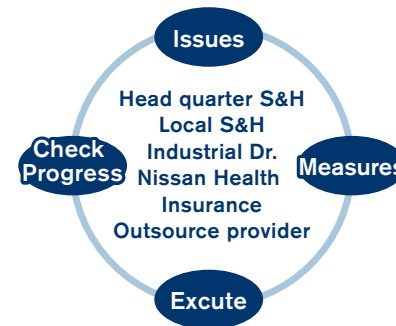 Issues
Head quarter S&H
Local S&H
Industrial Dr.
Nissan Health
Insurance
Outsource provider
Check
Progress
Measures
Excute